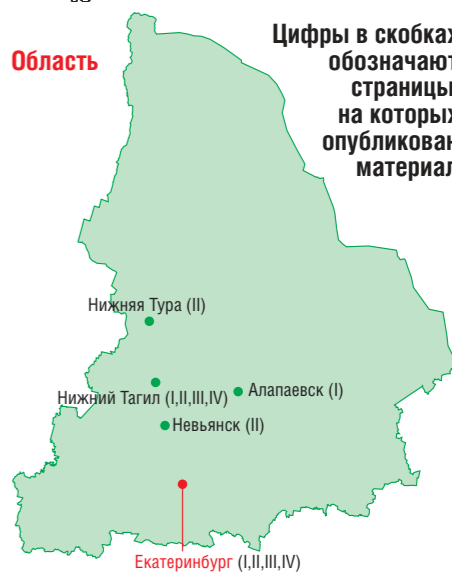 Область
Цифры в скобках
обозначают
страницы
на которых
опубликован
материал
Нижняя Тура (II)
Нижний Тагил (I,II,III,IV)
Алапаевск (I)
Невьянск (II)
Екатеринбург (I,II,III,IV)